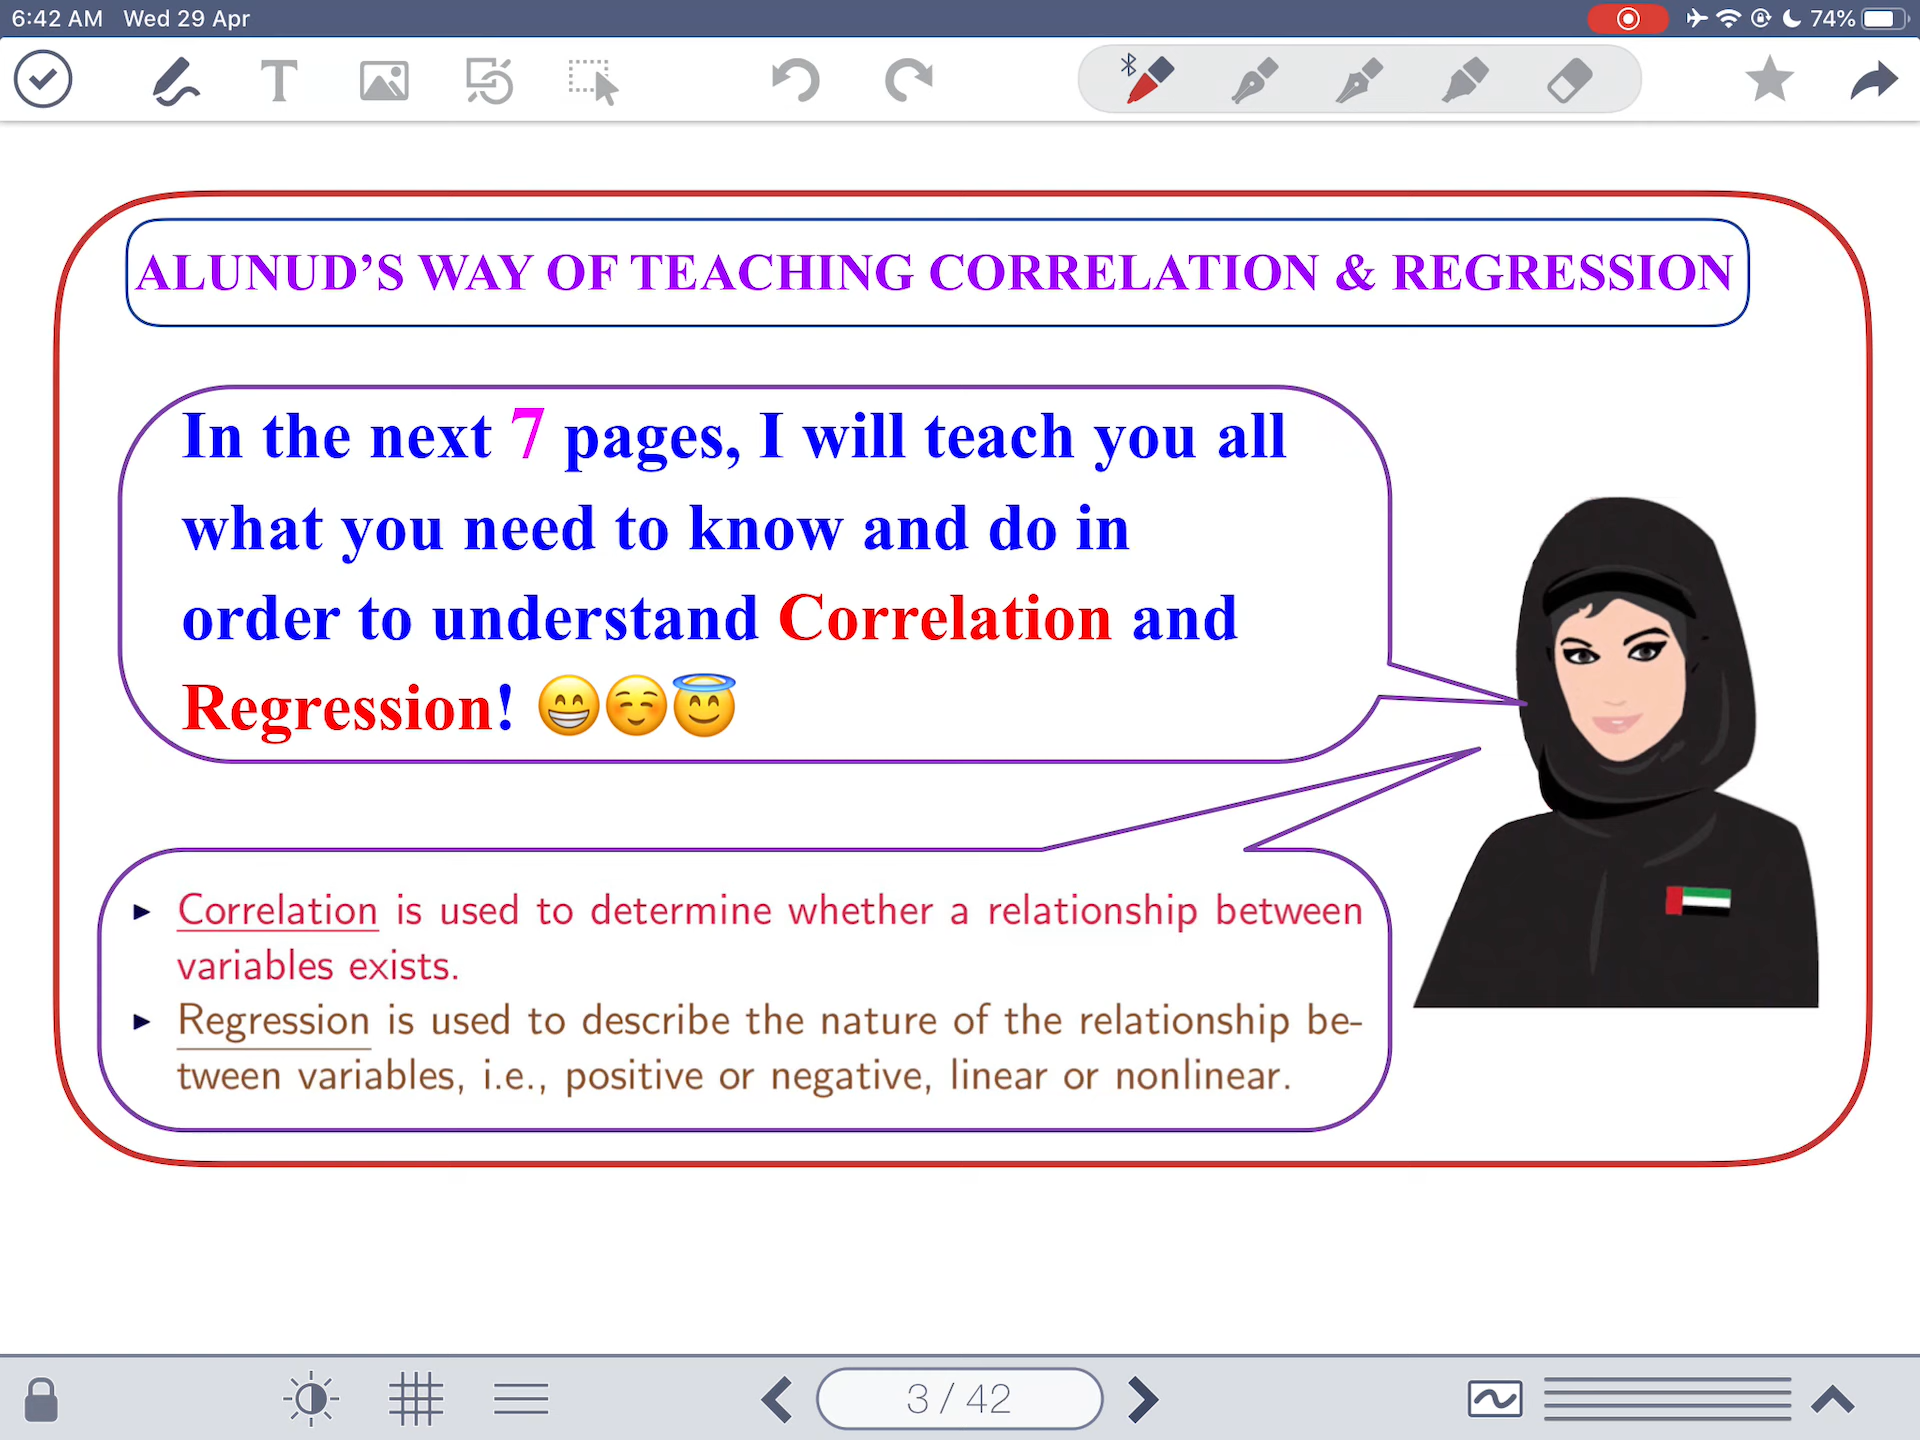 6:42 AM Wed 29 Apr
74%
T
ALUNUD’S WAY OF TEACHING CORRELATION & REGRESSION
In the next 7 pages, I will teach you all
what you need to know and do in
order to understand Correlation and
Regression! 😁☺️😇
▶ Correlation is used to determine whether a relationship between
variables exists.
▶ Regression is used to describe the nature of the relationship be-
tween variables, i.e., positive or negative, linear or nonlinear.
3 / 42